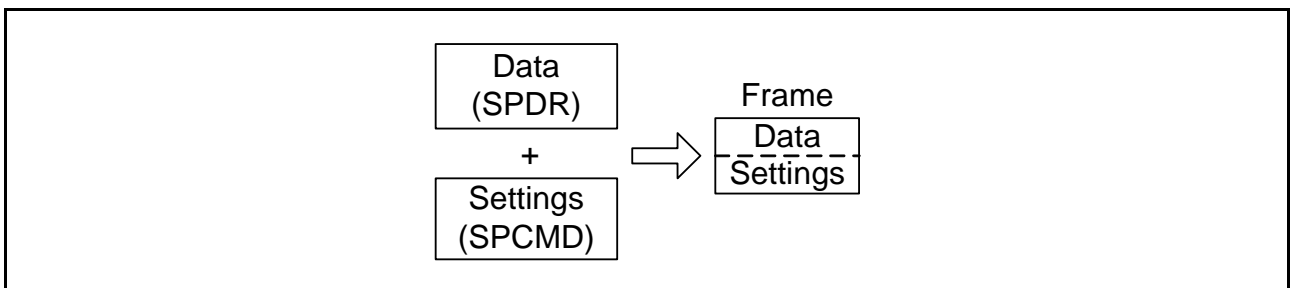 Data
(SPDR)
+
Settings
(SPCMD)
Frame
Data
Settings